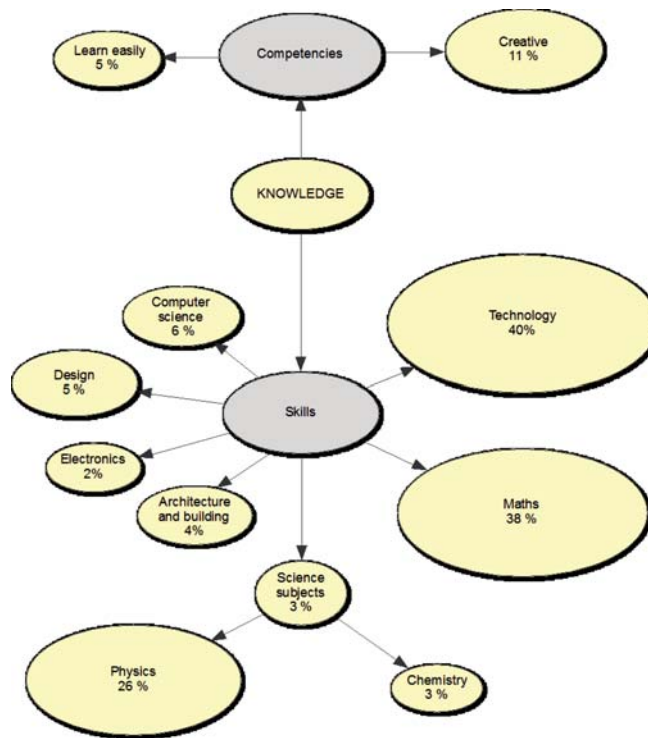 Learn easily
5 %
Competencies
Creative
11 %
KNOWLEDGE
Computer
science
6 %
Technology
40%
Design
5 %
Skills
Electronics
2%
Architecture
and building
4%
Maths
38 %
Science
subjects
3 %
Physics
26 %
Chemistry
3 %